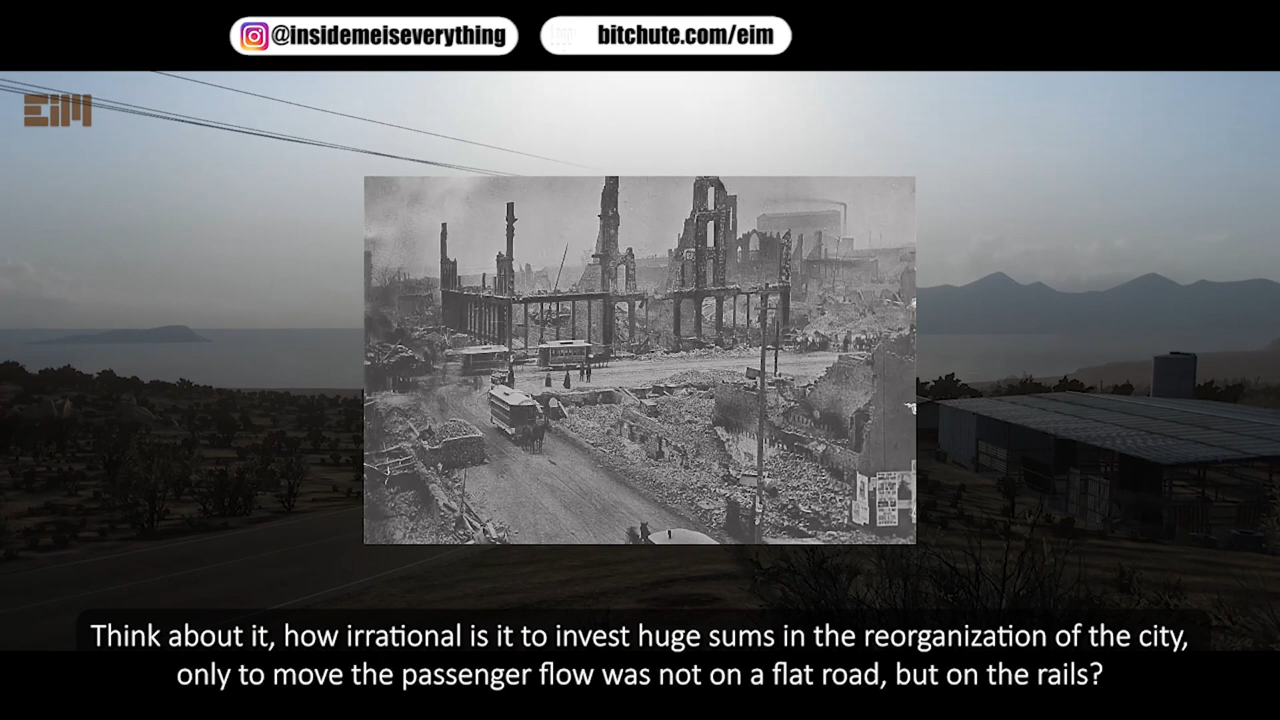 @insidemeiseverything
bitchute.com/eim
EiM
Think about it, how irrational is it to invest huge sums in the reorganization of the city,
only to move the passenger flow was not on a flat road, but on the rails?